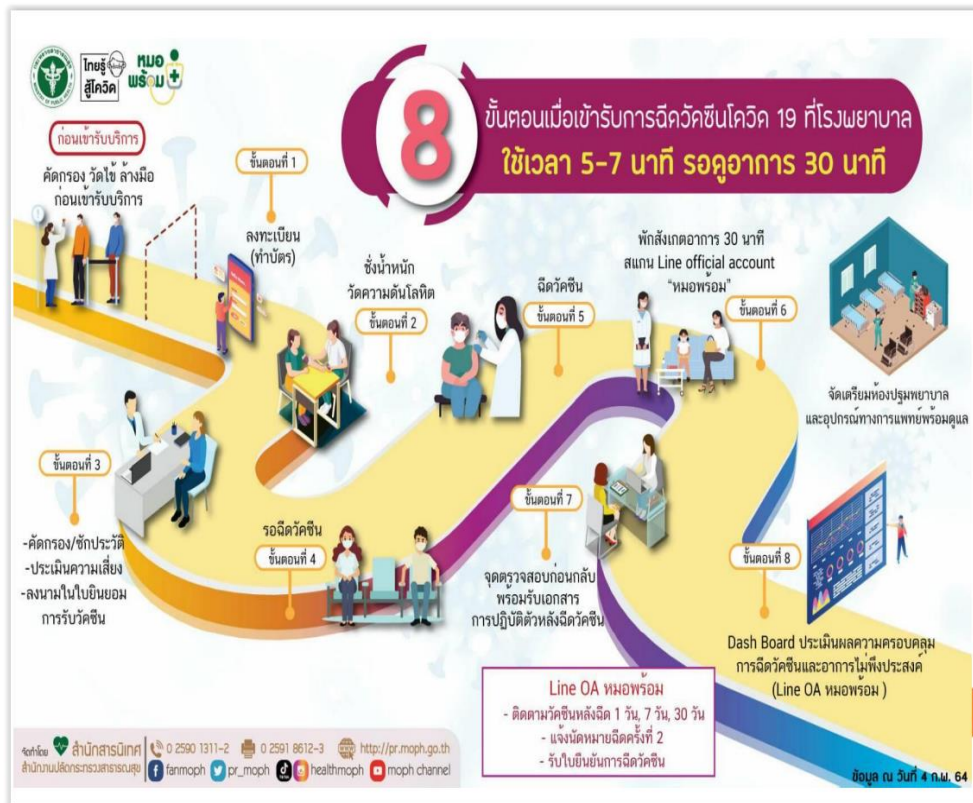 ไทยรู้
สู้โควิด
หมอ
พร้อม
8
ขั้นตอนเมื่อเข้ารับการฉีดวัคซีนโควิด 19 ที่โรงพยาบาล
ใช้เวลา 5-7 นาที รอดูอาการ 30 นาที
ก่อนเข้ารับบริการ
คัดกรอง วัดไข้ ล้างมือ
ก่อนเข้ารับบริการ
ขั้นตอนที่ 1
ลงทะเบียน
(ทำบัตร)
ชั่งน้ำหนัก
วัดความดันโลหิต
ขั้นตอนที่ 2
ขั้นตอนที่ 3
-คัดกรอง/ซักประวัติ
-ประเมินความเสี่ยง
-ลงนามในใบยินยอม
การรับวัคซีน
รอฉีดวัคซีน
ขั้นตอนที่ 4
ฉีดวัคซีน
ขั้นตอนที่ 5
พักสังเกตอาการ 30 นาที
สแกน Line official account
“หมอพร้อม”
ขั้นตอนที่ 6
จัดเตรียมห้องปฐมพยาบาล
และอุปกรณ์ทางการแพทย์พร้อมดูแล
ขั้นตอนที่ 7
จุดตรวจสอบก่อนกลับ
พร้อมรับเอกสาร
การปฏิบัติตัวหลังฉีดวัคซีน
ขั้นตอนที่ 8
Dash Board ประเมินผลความครอบคลุม
การฉีดวัคซีนและอาการไม่พึงประสงค์
(Line OA หมอพร้อม )
Line OA หมอพร้อม
- ติดตามวัคซีนหลังฉีด 1 วัน, 7 วัน, 30 วัน
- แจ้งนัดหมายฉีดครั้งที่ 2
- รับใบยืนยันการฉีดวัคซีน
จัดทำโดย สำนักสารนิเทศ 0 2590 1311-2 0 2591 8612-3 http://pr.moph.go.th
สำนักงานปลัดกระทรวงสาธารณสุข fanmoph pr_moph healthmoph moph channel
ข้อมูล ณ วันที่ 4 ก.พ. 64